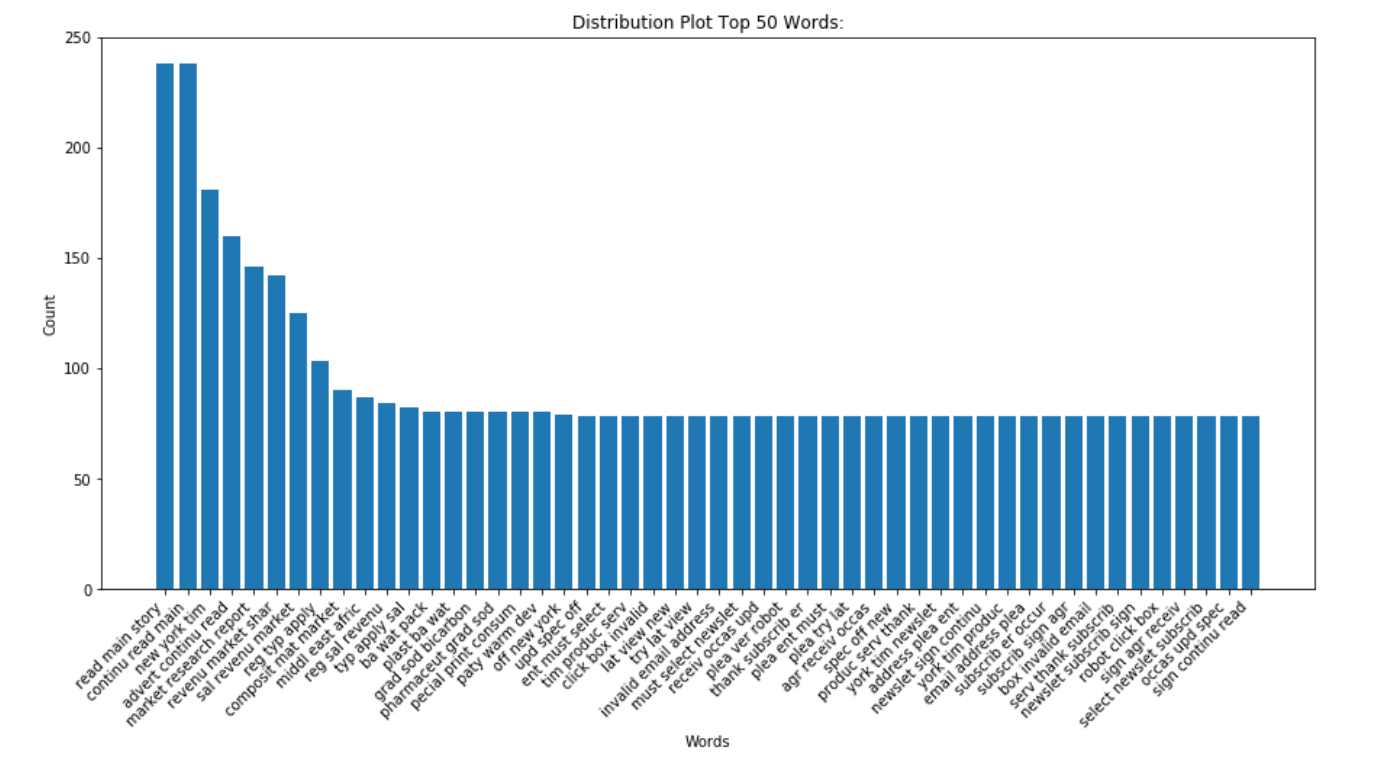 Distribution Plot Top 50 Words:
250
200
150
100
50
0
Count
read main story
continu read main
new york tim
advert continu read
market research report
revenu market shar
sal revenu market
reg typ apply
composit mat market
middl east afric
reg sal revenu
typ apply sal
ba wat pack
plast ba wat
grad sod bicarbon
pharmaceut grad sod
pecial print consum
paty warm dev
off new york
upd spec off
ent must select
tim produc serv
click box invalid
lat view new
try lat view
invalid email address
must select newslet
receiv occas upd
plea ver robot
thank subscrib er
plea ent must
plea try lat
agr receiv occas
spec off new
produc serv thank
york tim newslet
address plea ent
newslet sign continu
york tim produc
email address plea
subscrib er occur
subscrib sign agr
box invalid email
serv thank subscrib
newslet subscrib sign
robot click box
sign agr receiv
select newslet subscrib
occas upd spec
sign continu read
Words